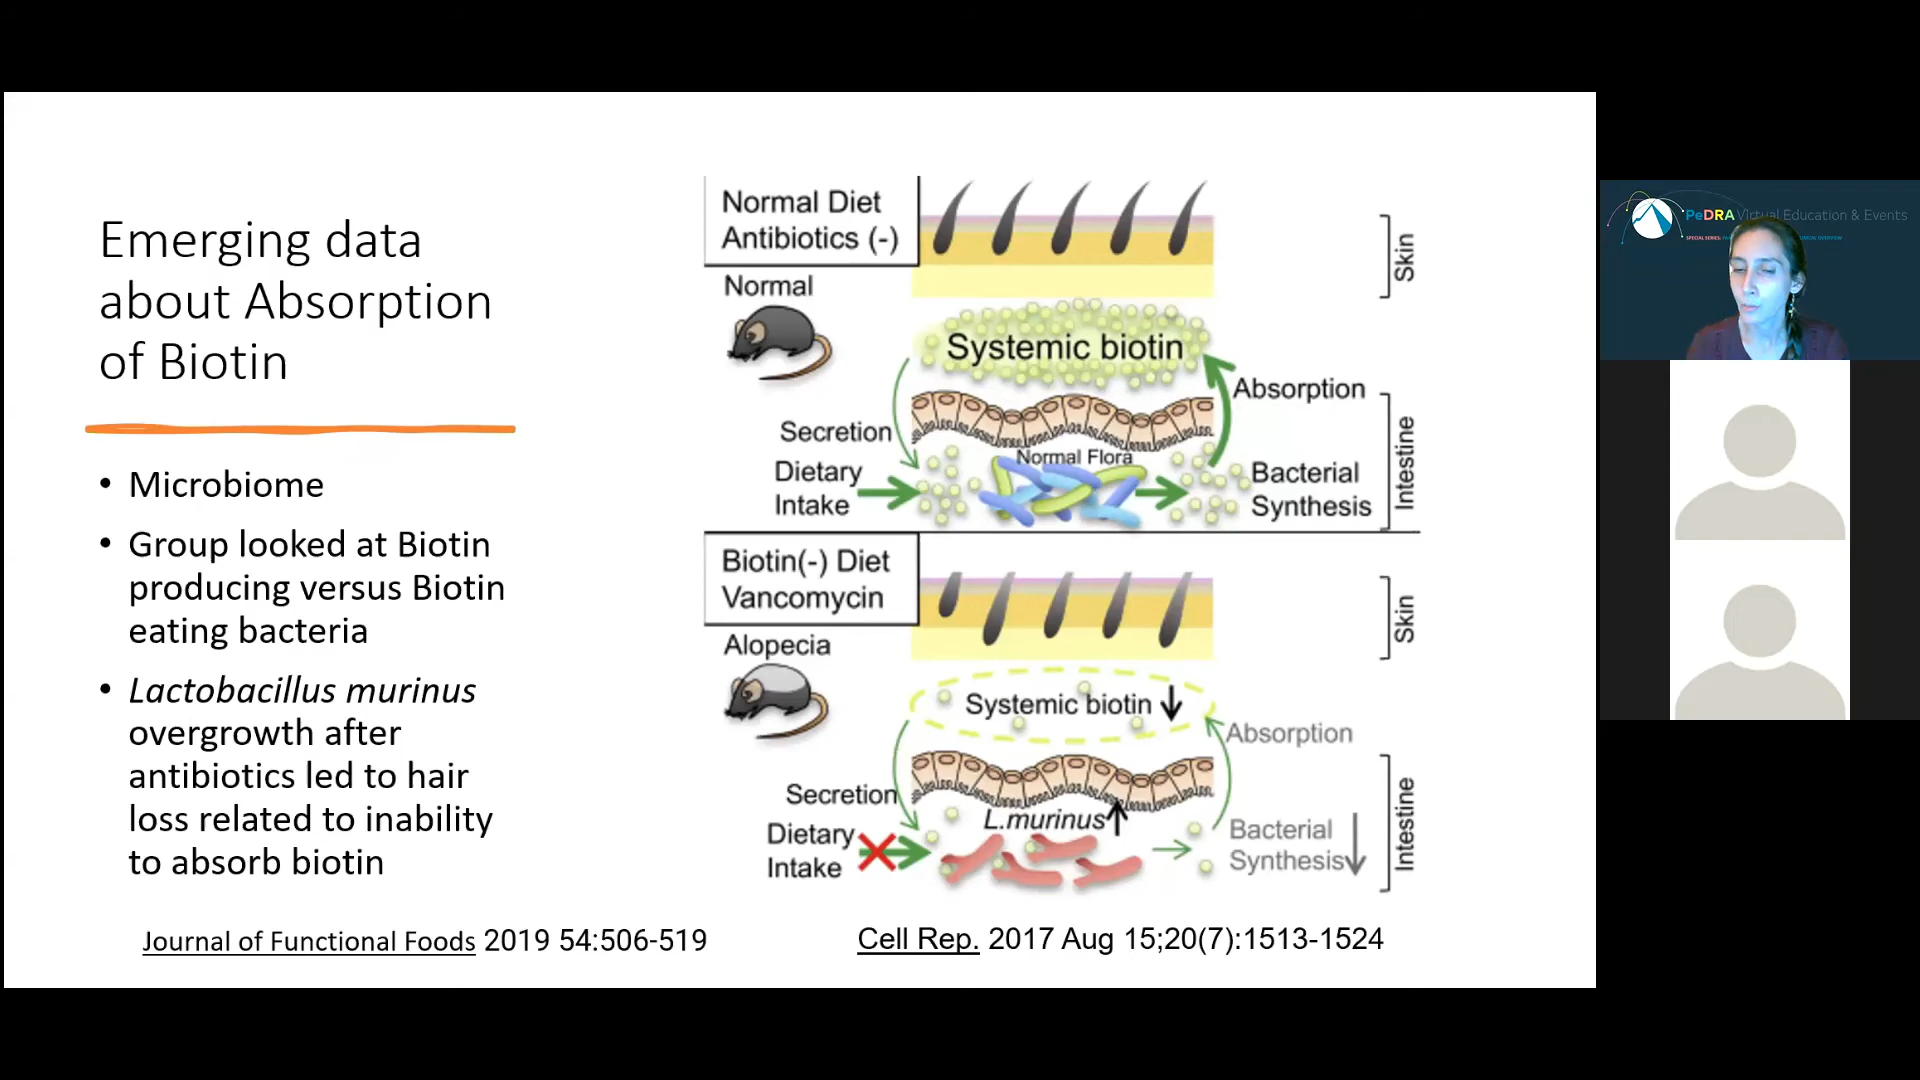 Emerging data
about Absorption
of Biotin
• Microbiome
• Group looked at Biotin
producing versus Biotin
eating bacteria
• Lactobacillus murinus
overgrowth after
antibiotics led to hair
loss related to inability
to absorb biotin
Journal of Functional Foods 2019 54:506-519
Normal Diet
Antibiotics (-)
Normal
Skin
Systemic biotin
Absorption
Secretion
Normal Flora
Dietary
Intake
Bacterial
Synthesis
Intestine
Biotin(-) Diet
Vancomycin
Alopecia
Skin
Systemic biotin ↓
Absorption
Secretion
L.murinus ↑
Dietary
Intake
Bacterial
Synthesis ↓
Intestine
Cell Rep. 2017 Aug 15;20(7):1513-1524
PeDRA Virtual Education & Events
SPECIAL SERIES:
OVERVIEW